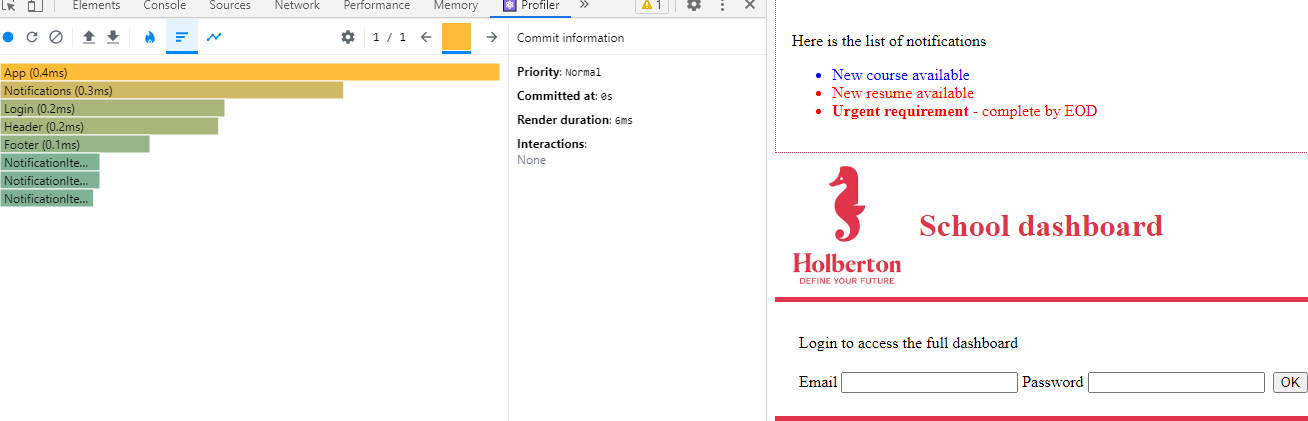 Elements Console Sources Network Performance Memory Profiler » 1
1 / 1
App (0.4ms)
Notifications (0.3ms)
Login (0.2ms)
Header (0.2ms)
Footer (0.1ms)
NotificationIte...
NotificationIte...
NotificationIte...
Commit information
Priority: Normal
Committed at: 0s
Render duration: 6ms
Interactions:
None
Here is the list of notifications
New course available
New resume available
Urgent requirement - complete by EOD
Holberton
DEFINE YOUR FUTURE
School dashboard
Login to access the full dashboard
Email Password OK